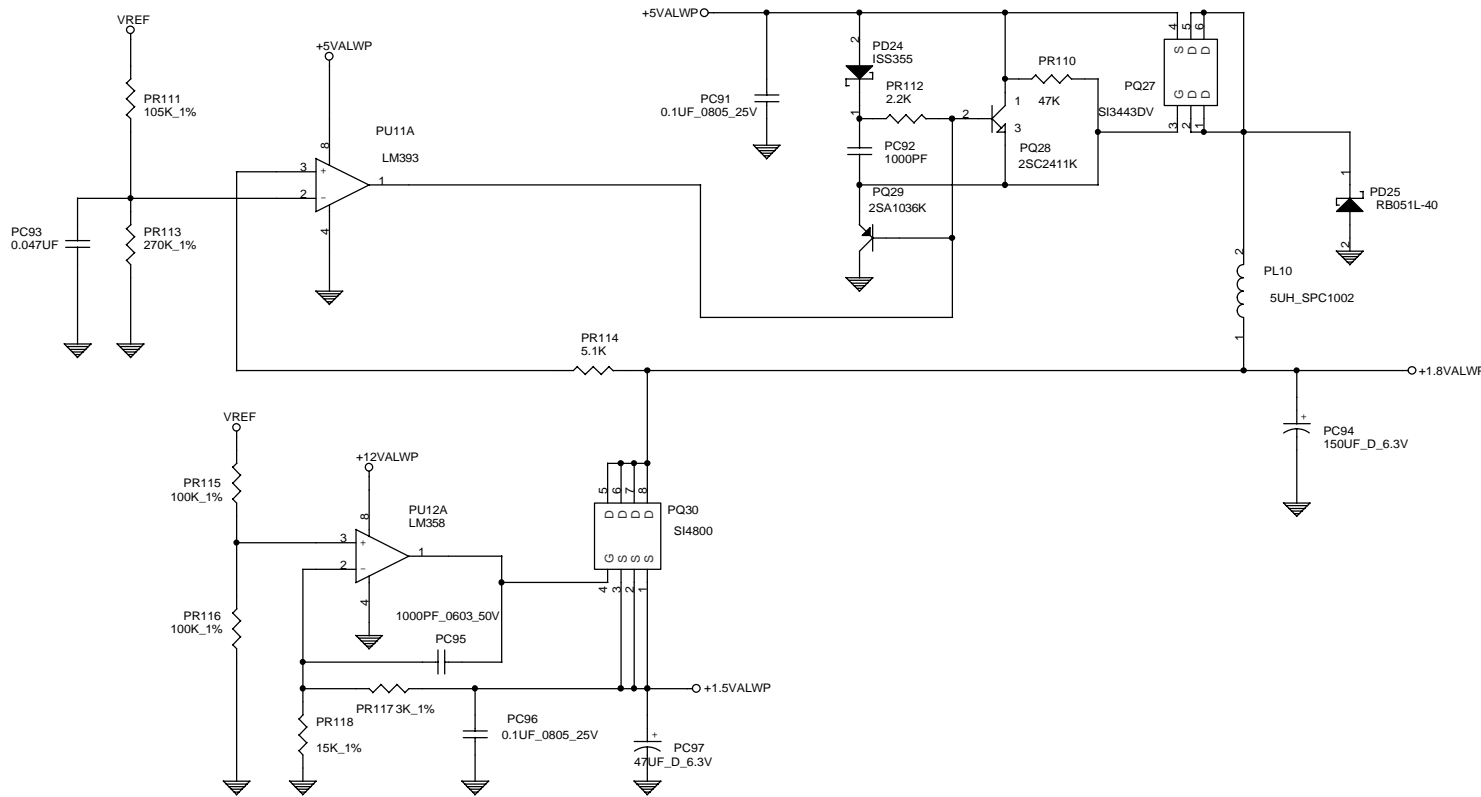 VREF
+5VALWP
PR111
105K_1%
PU11A
LM393
8
3
+
2
−
1
4
PC93
0.047UF
PR113
270K_1%
+5VALWP
PC91
0.1UF_0805_25V
2
PD24
ISS355
1
PR112
2.2K
PC92
1000PF
2
1
3
PR110
47K
PQ28
2SC2411K
PQ29
2SA1036K
4
5
6
S
D
D
PQ27
SI3443DV
G
D
D
3
2
1
1
PD25
RB051L-40
2
2
PL10
5UH_SPC1002
1
PR114
5.1K
+1.8VALWP
+
PC94
150UF_D_6.3V
VREF
+12VALWP
PR115
100K_1%
PU12A
LM358
8
3
+
2
−
1
4
PR116
100K_1%
5
6
7
8
D
D
D
D
PQ30
SI4800
G
S
S
S
4
3
2
1
1000PF_0603_50V
PC95
+1.5VALWP
PR117 3K_1%
PR118
15K_1%
PC96
0.1UF_0805_25V
+
PC97
47UF_D_6.3V